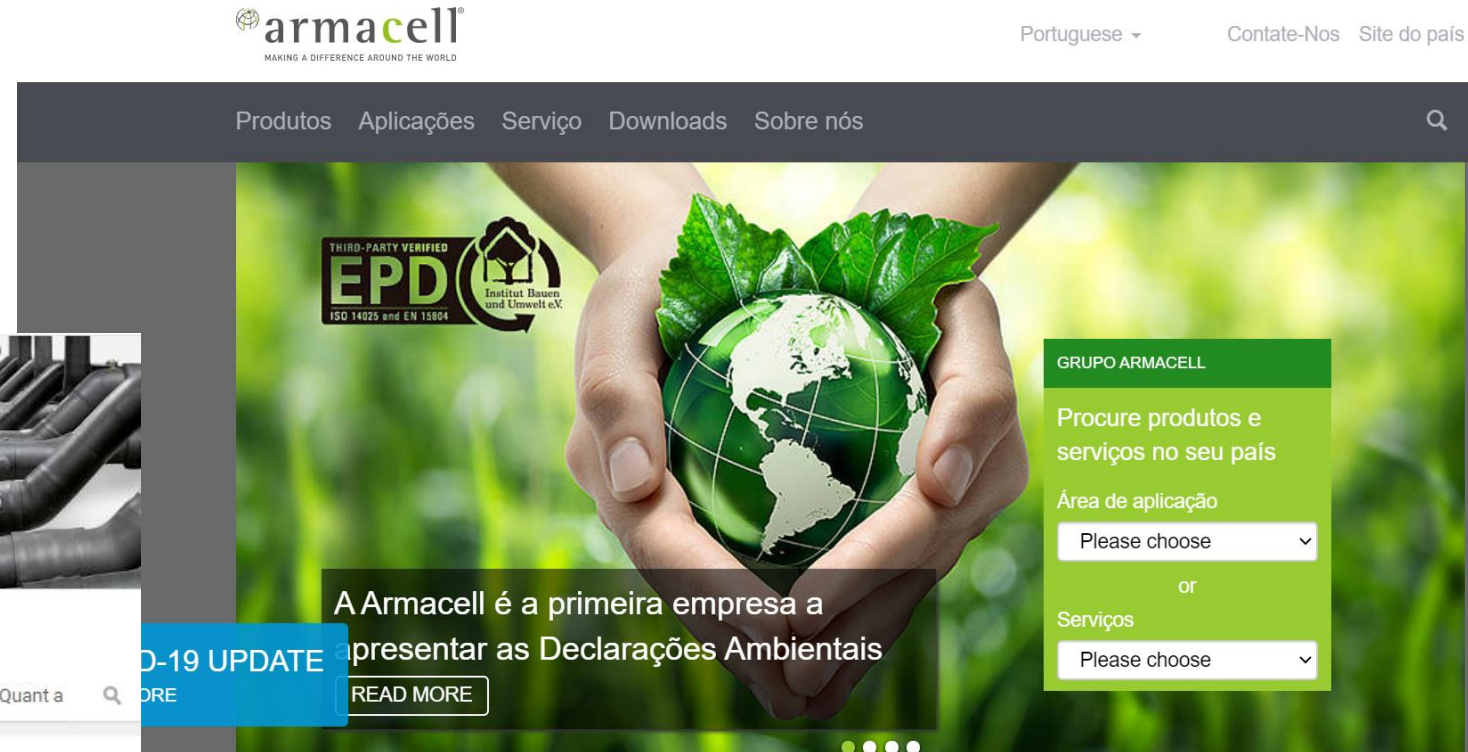 armacell®
MAKING A DIFFERENCE AROUND THE WORLD
Portuguese
Contate-Nos
Site do país
Produtos Aplicações Serviço Downloads Sobre nós
THIRD-PARTY VERIFIED
EPD
ISO 14025 and EN 15804
Institut Bauen
und Umwelt e.V.
GRUPO ARMACELL
Procure produtos e
serviços no seu país
Área de aplicação
Please choose
or
Serviços
Please choose
A Armacell é a primeira empresa a
apresentar as Declarações Ambientais
READ MORE
D-19 UPDATE
ORE
Quant a